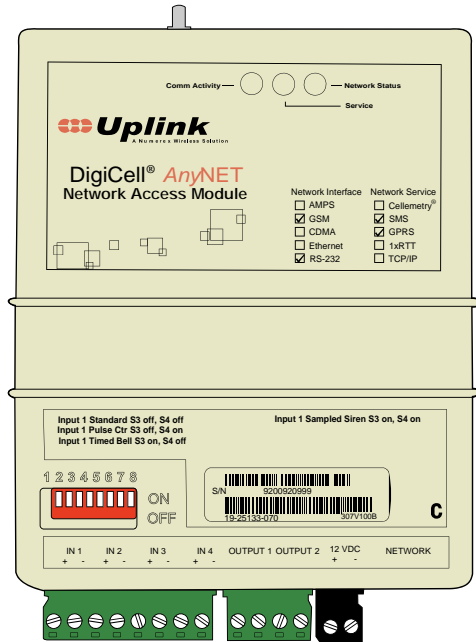 Comm Activity
Network Status
Service
Uplink
A Numerex Wireless Solution
DigiCell® AnyNET
Network Access Module
Network Interface
AMPS
GSM
CDMA
Ethernet
RS-232
Network Service
Cellemetry®
SMS
GPRS
1xRTT
TCP/IP
Input 1 Standard S3 off, S4 off
Input 1 Pulse Ctr S3 off, S4 on
Input 1 Timed Bell S3 on, S4 off
Input 1 Sampled Siren S3 on, S4 on
1 2 3 4 5 6 7 8
ON
OFF
S/N 9200920999
19-25133-070 307V100B
C
IN 1 IN 2 IN 3 IN 4 OUTPUT 1 OUTPUT 2 12 VDC NETWORK
+ - + - + - + - + -